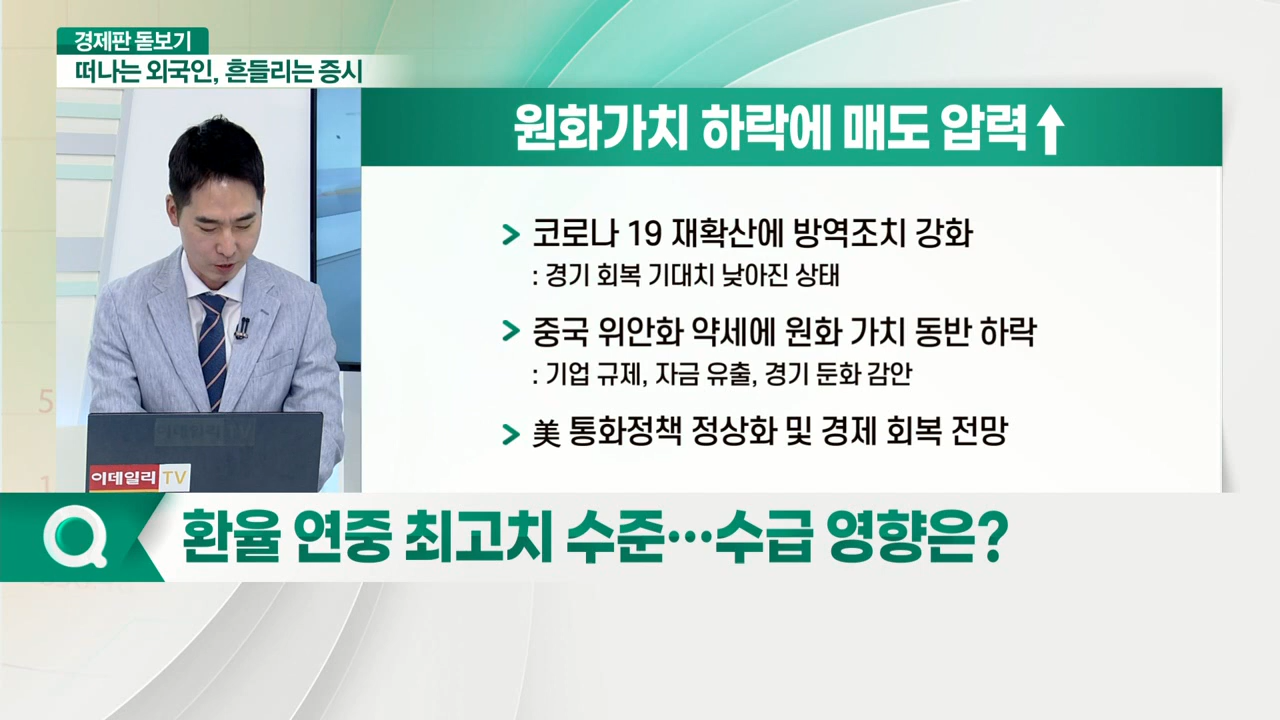 경제판 돋보기
떠나는 외국인, 흔들리는 증시
원화가치 하락에 매도 압력↑
> 코로나 19 재확산에 방역조치 강화
: 경기 회복 기대치 낮아진 상태
> 중국 위안화 약세에 원화 가치 동반 하락
: 기업 규제, 자금 유출, 경기 둔화 감안
> 美 통화정책 정상화 및 경제 회복 전망
이데일리 TV
환율 연중 최고치 수준…수급 영향은?